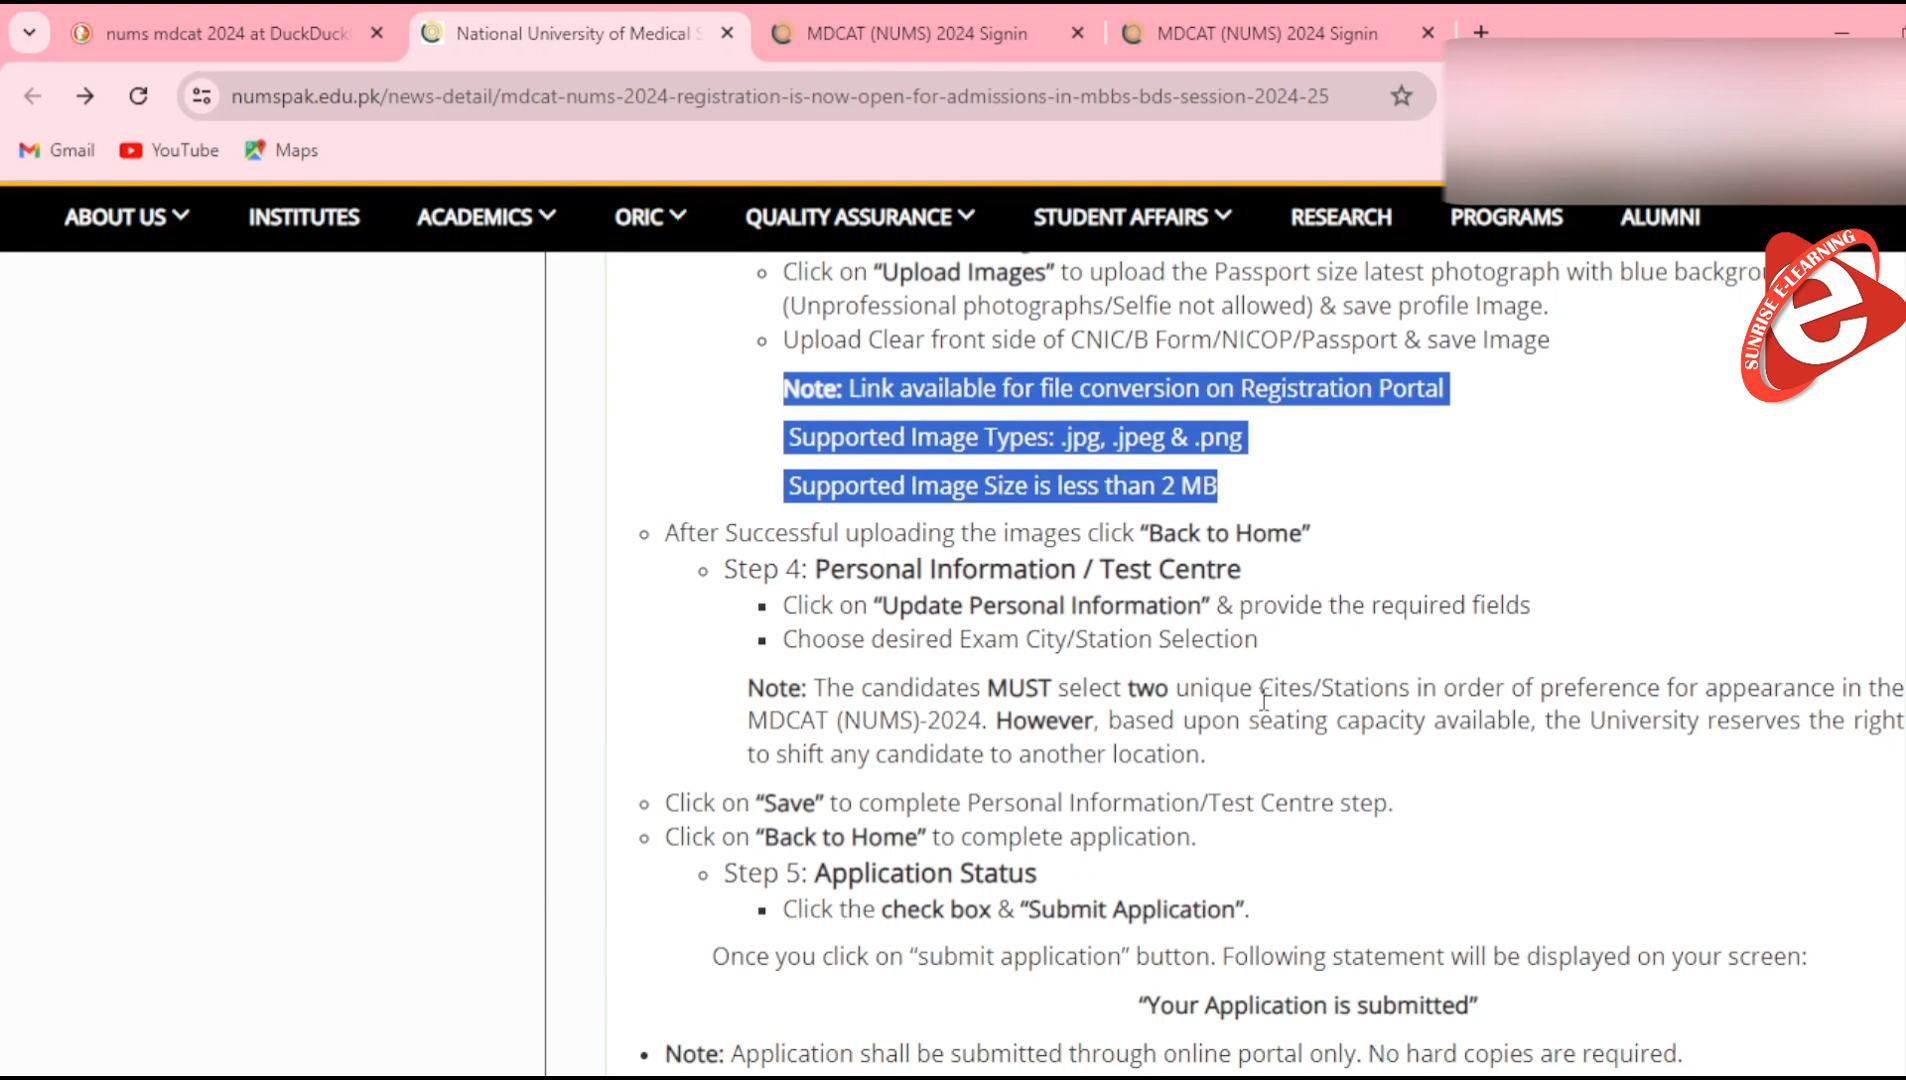 nums mdcat 2024 at DuckDuck
National University of Medical S
MDCAT (NUMS) 2024 Signin
MDCAT (NUMS) 2024 Signin
numspak.edu.pk/news-detail/mdcat-nums-2024-registration-is-now-open-for-admissions-in-mbbs-bds-session-2024-25
Gmail YouTube Maps
ABOUT US INSTITUTES ACADEMICS ORIC QUALITY ASSURANCE STUDENT AFFAIRS RESEARCH PROGRAMS ALUMNI
SUNRISE E-LEARNING
e
Click on “Upload Images” to upload the Passport size latest photograph with blue backgrou
(Unprofessional photographs/Selfie not allowed) & save profile Image.
Upload Clear front side of CNIC/B Form/NICOP/Passport & save Image
Note: Link available for file conversion on Registration Portal
Supported Image Types: .jpg, .jpeg & .png
Supported Image Size is less than 2 MB
After Successful uploading the images click “Back to Home”
Step 4: Personal Information / Test Centre
Click on “Update Personal Information” & provide the required fields
Choose desired Exam City/Station Selection
Note: The candidates MUST select two unique Cites/Stations in order of preference for appearance in the
MDCAT (NUMS)-2024. However, based upon seating capacity available, the University reserves the right
to shift any candidate to another location.
Click on “Save” to complete Personal Information/Test Centre step.
Click on “Back to Home” to complete application.
Step 5: Application Status
Click the check box & “Submit Application”.
Once you click on “submit application” button. Following statement will be displayed on your screen:
“Your Application is submitted”
Note: Application shall be submitted through online portal only. No hard copies are required.